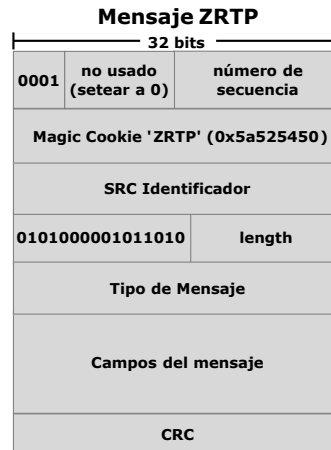 Mensaje ZRTP
32 bits
0001
no usado
(setear a 0)
número de
secuencia
Magic Cookie 'ZRTP' (0x5a525450)
SRC Identificador
0101000001011010
length
Tipo de Mensaje
Campos del mensaje
CRC